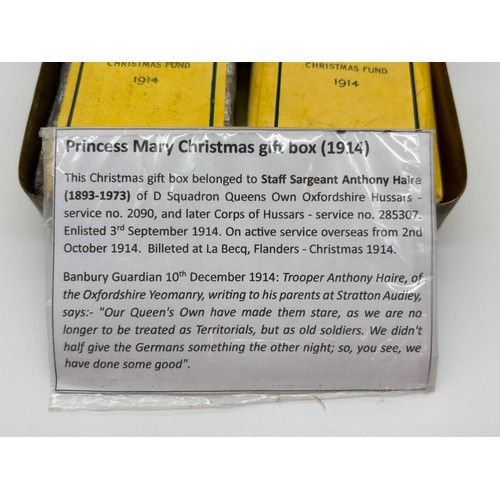 CHRISTMAS FUND
1914
CHRISTMAS FUND
1914
Princess Mary Christmas gift box (1914)
This Christmas gift box belonged to Staff Sargeant Anthony Haire
(1893-1973) of D Squadron Queens Own Oxfordshire Hussars -
service no. 2090, and later Corps of Hussars - service no. 285307.
Enlisted 3rd September 1914. On active service overseas from 2nd
October 1914. Billeted at La Becq, Flanders - Christmas 1914.
Banbury Guardian 10th December 1914: Trooper Anthony Haire, of
the Oxfordshire Yeomanry, writing to his parents at Stratton Audley,
says:- "Our Queen's Own have made them stare, as we are no
longer to be treated as Territorials, but as old soldiers. We didn't
half give the Germans something the other night; so, you see, we
have done some good".